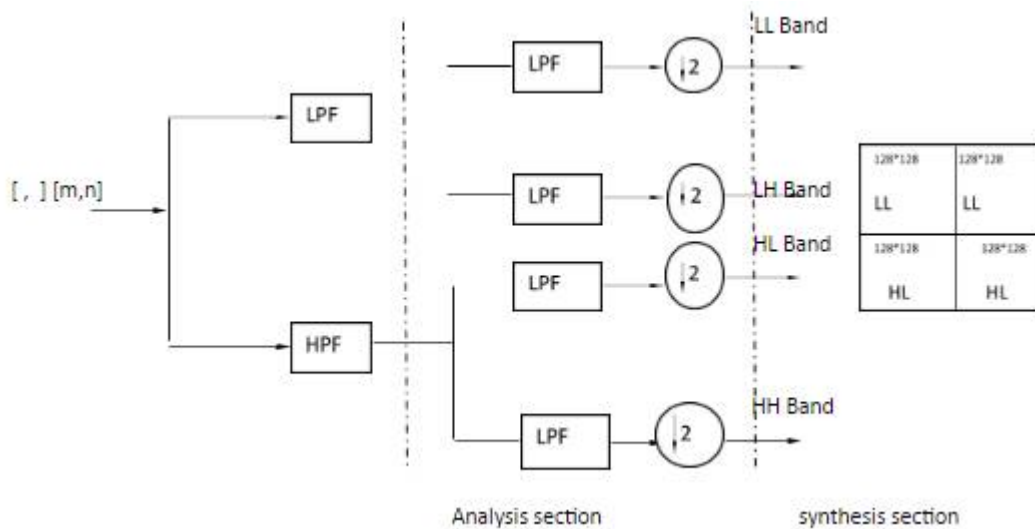 LL Band
LPF
2
LPF
[ , ] [m,n]
LPF
2
LH Band
128*128 128*128
LL LL
HL Band
LPF
2
128*128 128*128
HL HL
HPF
HH Band
LPF
2
Analysis section
synthesis section